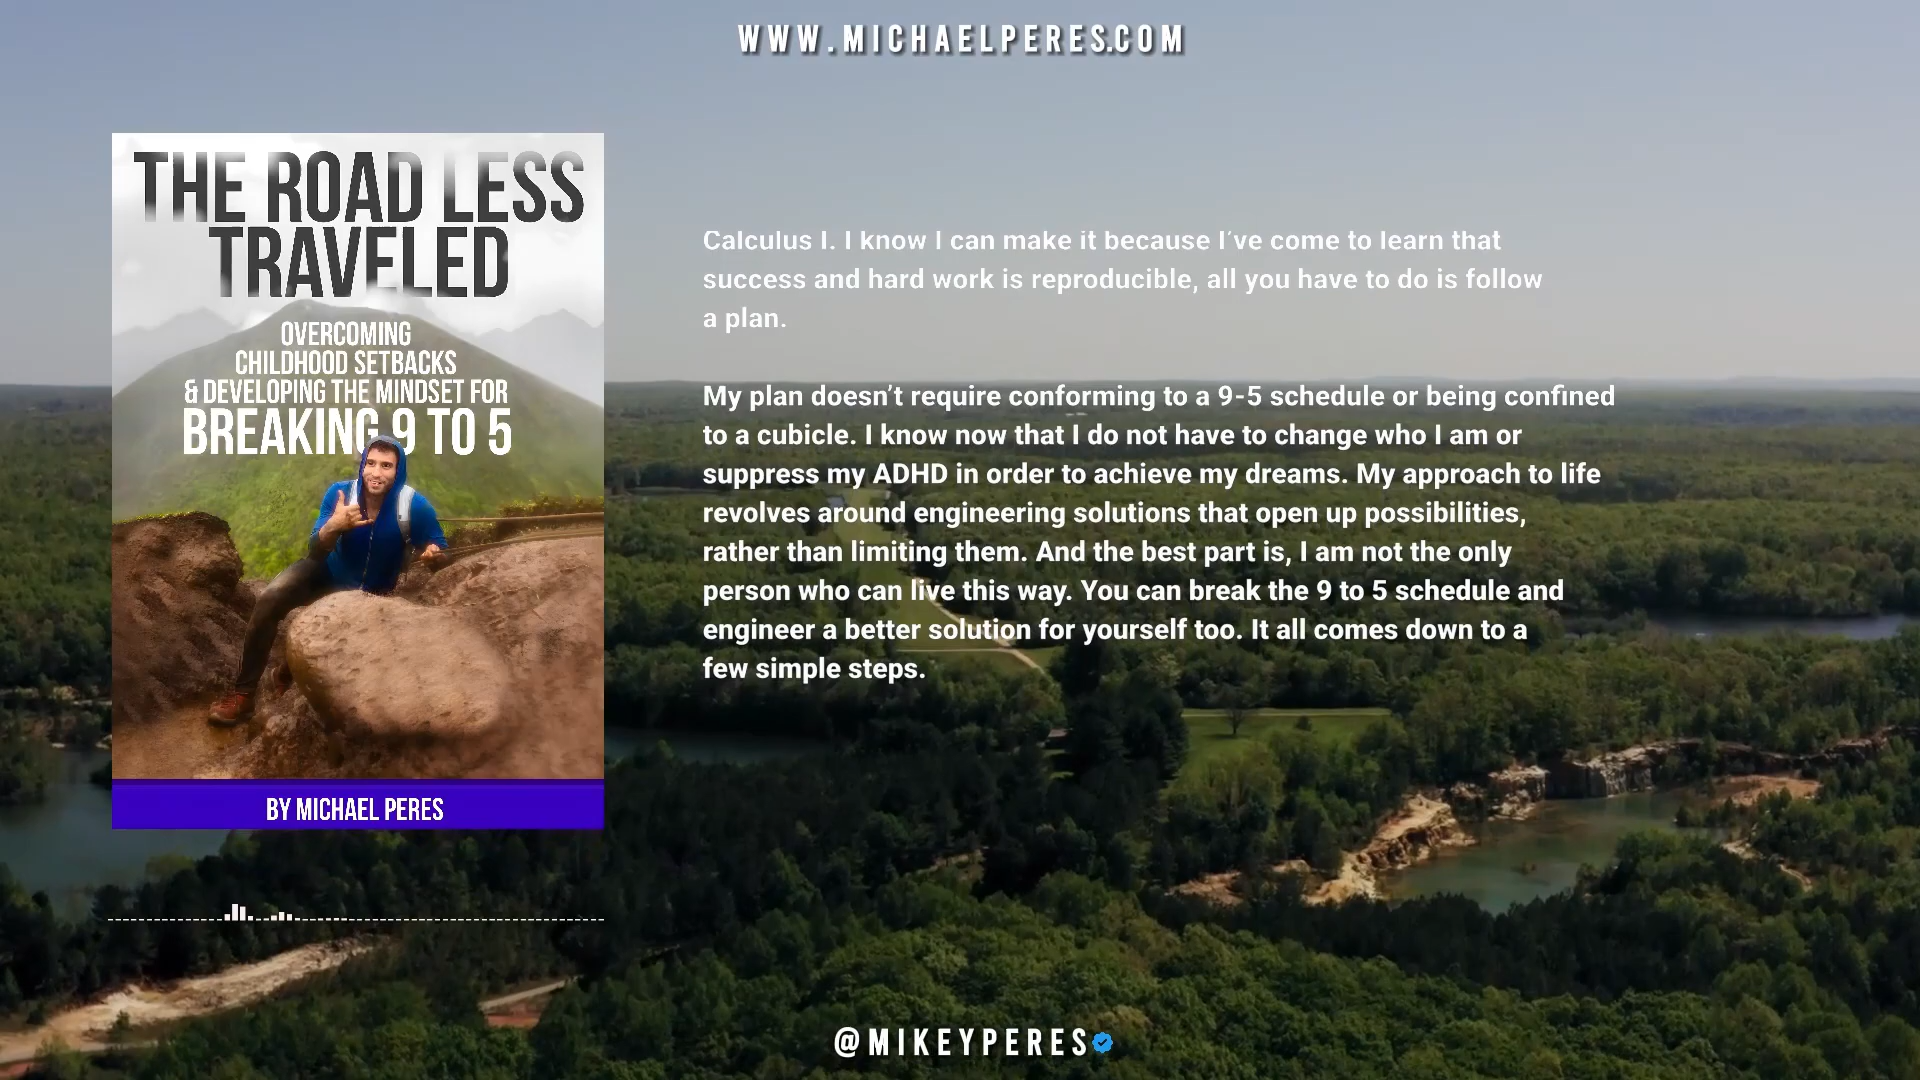 WWW.MICHAELPERES.COM
THE ROAD LESS
TRAVELED
OVERCOMING
CHILDHOOD SETBACKS
& DEVELOPING THE MINDSET FOR
BREAKING 9 TO 5
BY MICHAEL PERES
Calculus I. I know I can make it because I’ve come to learn that
success and hard work is reproducible, all you have to do is follow
a plan.
My plan doesn’t require conforming to a 9-5 schedule or being confined
to a cubicle. I know now that I do not have to change who I am or
suppress my ADHD in order to achieve my dreams. My approach to life
revolves around engineering solutions that open up possibilities,
rather than limiting them. And the best part is, I am not the only
person who can live this way. You can break the 9 to 5 schedule and
engineer a better solution for yourself too. It all comes down to a
few simple steps.
@MIKEYPERES